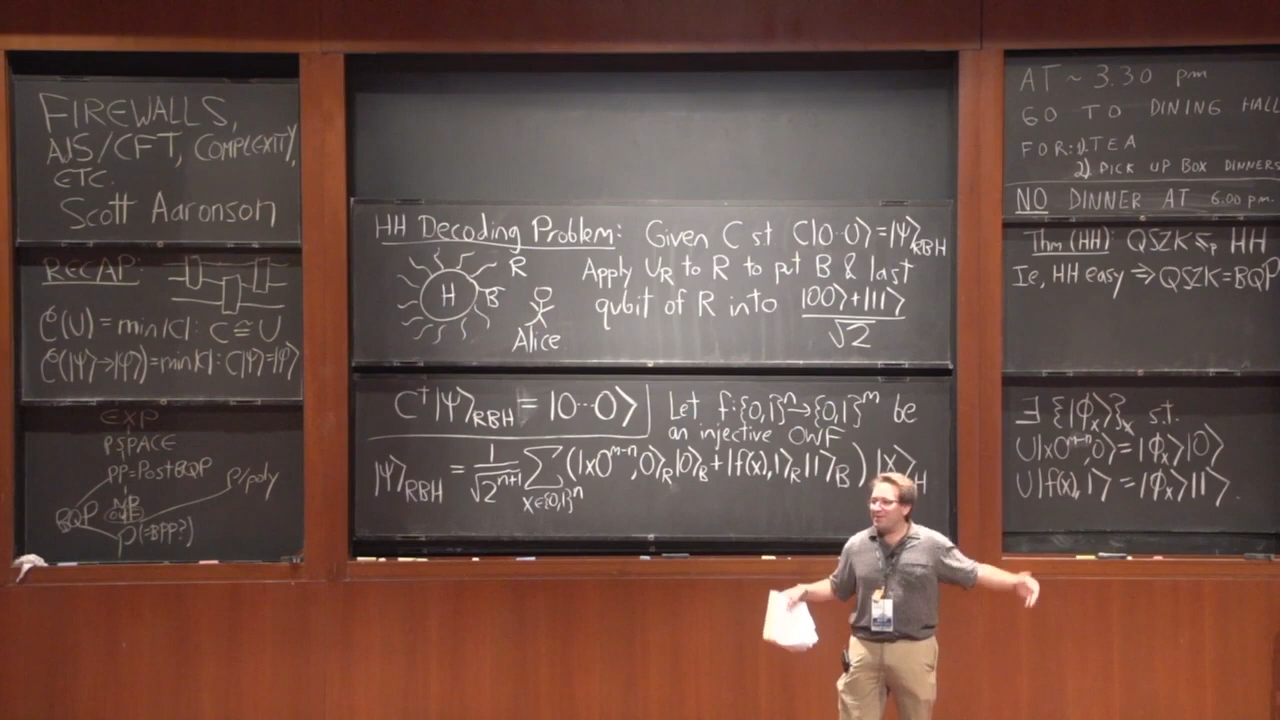 FIREWALLS,
AdS/CFT, COMPLEXITY,
ETC.
Scott Aaronson
RECAP:
C(U) = min|C|: C ≅ U
C(|ψ⟩→|φ⟩) = min|C|: C|ψ⟩=|φ⟩
EXP
PSPACE
PP=PostBQP
P/poly
NP
BQP
P(=BPP?)
HH Decoding Problem: Given C st C|0⋯0⟩=|ψ⟩RBH
R Apply U_R to R to put B & last
H B qubit of R into |00⟩+|11⟩
Alice √2
C†|Ψ⟩RBH = |0⋯0⟩ Let f:{0,1}ⁿ→{0,1}ᵐ be
an injective OWF
|Ψ⟩RBH = 1/√2ⁿ⁺¹ ∑ x∈{0,1}ⁿ (|x0ᵐ⁻ⁿ,0⟩R|0⟩B+|f(x),1⟩R|1⟩B)|x⟩H
AT ~ 3.30 pm
GO TO DINING HALL
FOR: 1) TEA
2) PICK UP BOX DINNERS
NO DINNER AT 6.00 pm.
Thm (HH): QSZK ≤p HH
Ie, HH easy ⇒ QSZK=BQP
∃ {|ϕx⟩}x st.
U|x0ᵐ⁻ⁿ,0⟩=|ϕx⟩|0⟩
U|f(x),1⟩=|ϕx⟩|1⟩.